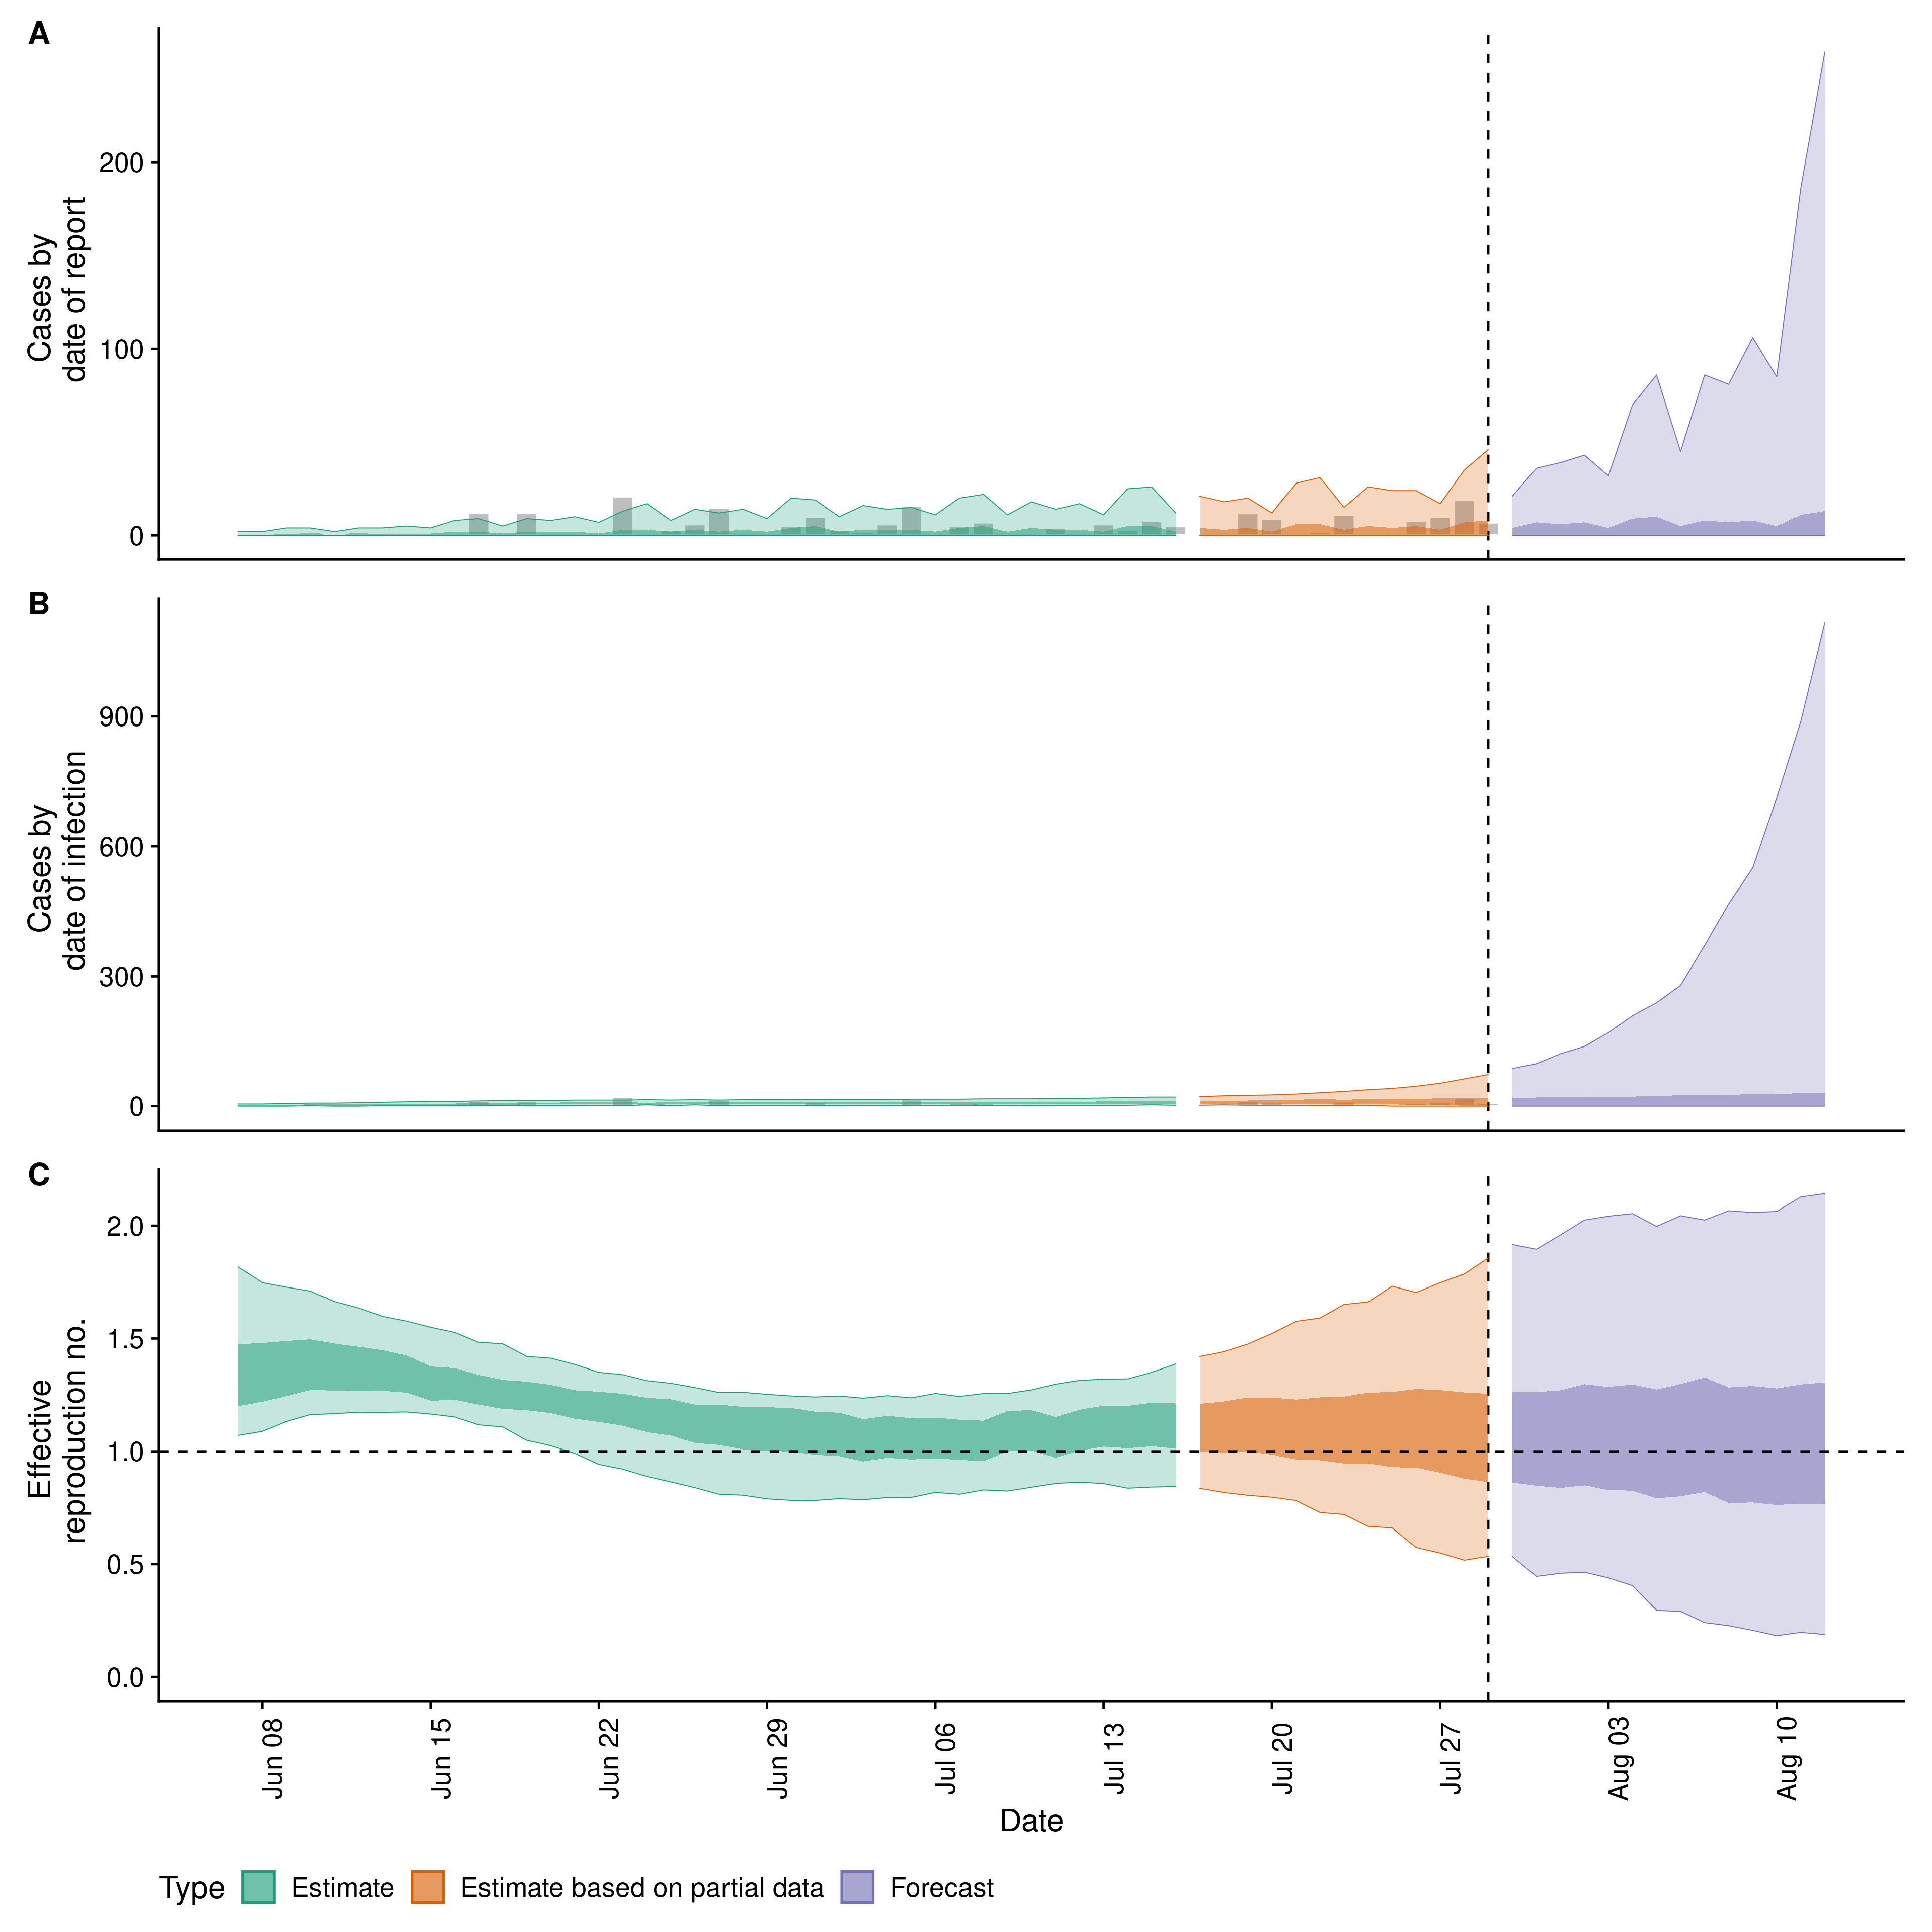 A
Cases by
date of report
200
100
0
B
Cases by
date of infection
900
600
300
0
C
Effective
reproduction no.
2.0
1.5
1.0
0.5
0.0
Jun 08
Jun 15
Jun 22
Jun 29
Jul 06
Jul 13
Jul 20
Jul 27
Aug 03
Aug 10
Date
Type Estimate Estimate based on partial data Forecast